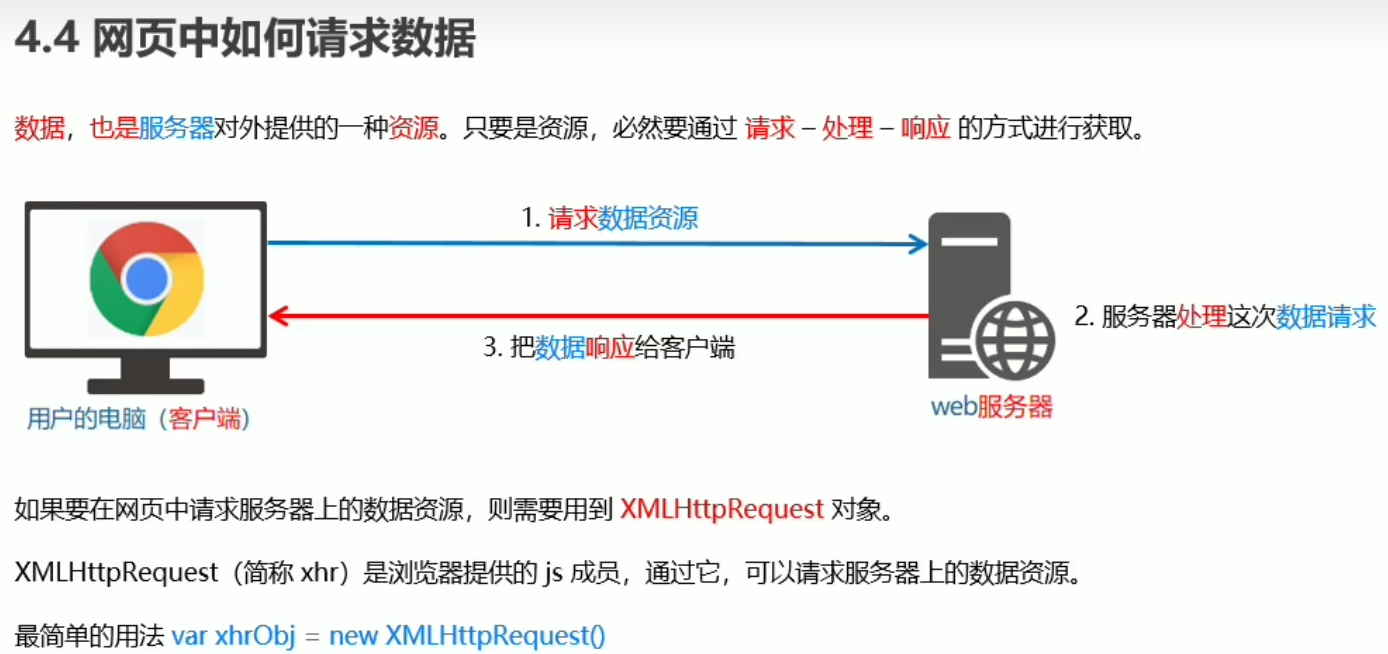 4.4 网页中如何请求数据
数据，也是服务器对外提供的一种资源。只要是资源，必然要通过 请求 – 处理 – 响应 的方式进行获取。
1. 请求数据资源
2. 服务器处理这次数据请求
3. 把数据响应给客户端
用户的电脑（客户端）
web服务器
如果要在网页中请求服务器上的数据资源，则需要用到 XMLHttpRequest 对象。
XMLHttpRequest（简称 xhr）是浏览器提供的 js 成员，通过它，可以请求服务器上的数据资源。
最简单的用法 var xhrObj = new XMLHttpRequest()